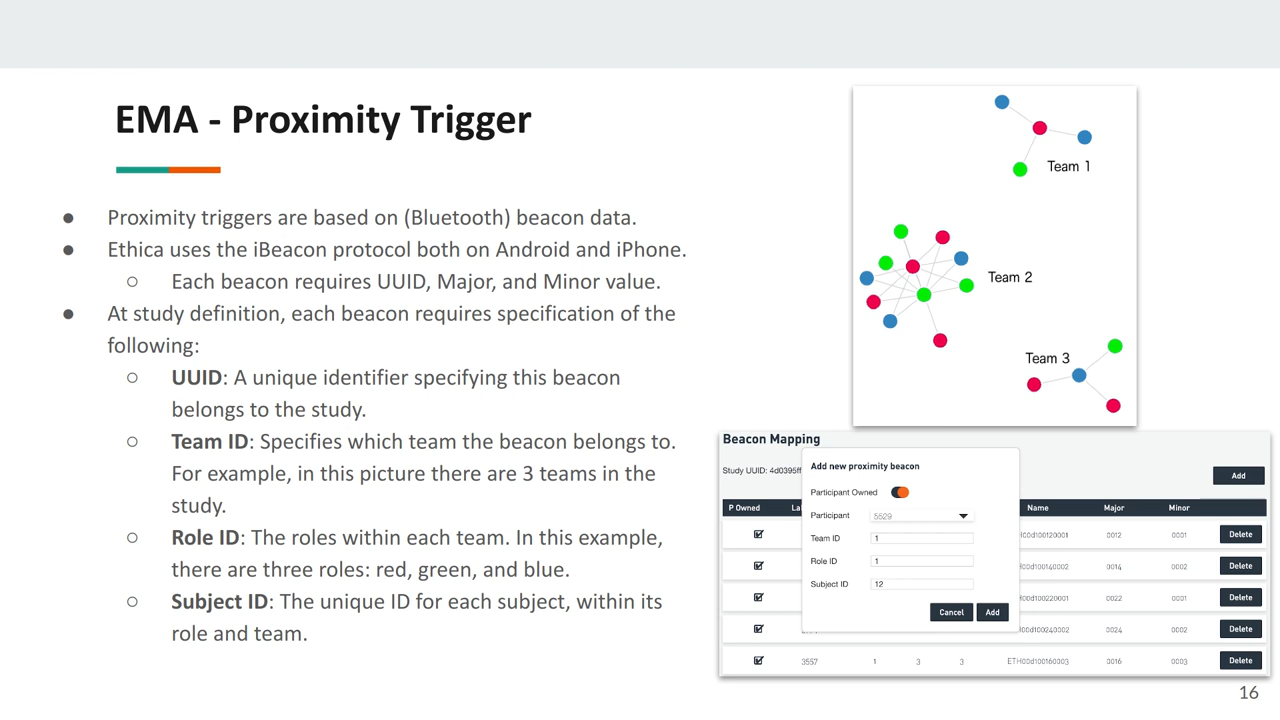 EMA - Proximity Trigger
● Proximity triggers are based on (Bluetooth) beacon data.
● Ethica uses the iBeacon protocol both on Android and iPhone.
○ Each beacon requires UUID, Major, and Minor value.
● At study definition, each beacon requires specification of the
following:
○ UUID: A unique identifier specifying this beacon
belongs to the study.
○ Team ID: Specifies which team the beacon belongs to.
For example, in this picture there are 3 teams in the
study.
○ Role ID: The roles within each team. In this example,
there are three roles: red, green, and blue.
○ Subject ID: The unique ID for each subject, within its
role and team.
Team 1
Team 2
Team 3
Beacon Mapping
Study UUID: 4d0395ff
Add
Add new proximity beacon
Participant Owned
Participant 5529
Team ID 1
Role ID 1
Subject ID 12
Cancel Add
P Owned Name Major Minor
00d100120001 0012 0001 Delete
00d100140002 0014 0002 Delete
00d100220001 0022 0001 Delete
00d100240002 0024 0002 Delete
3557 1 3 3 ETH00d100160003 0016 0003 Delete
16